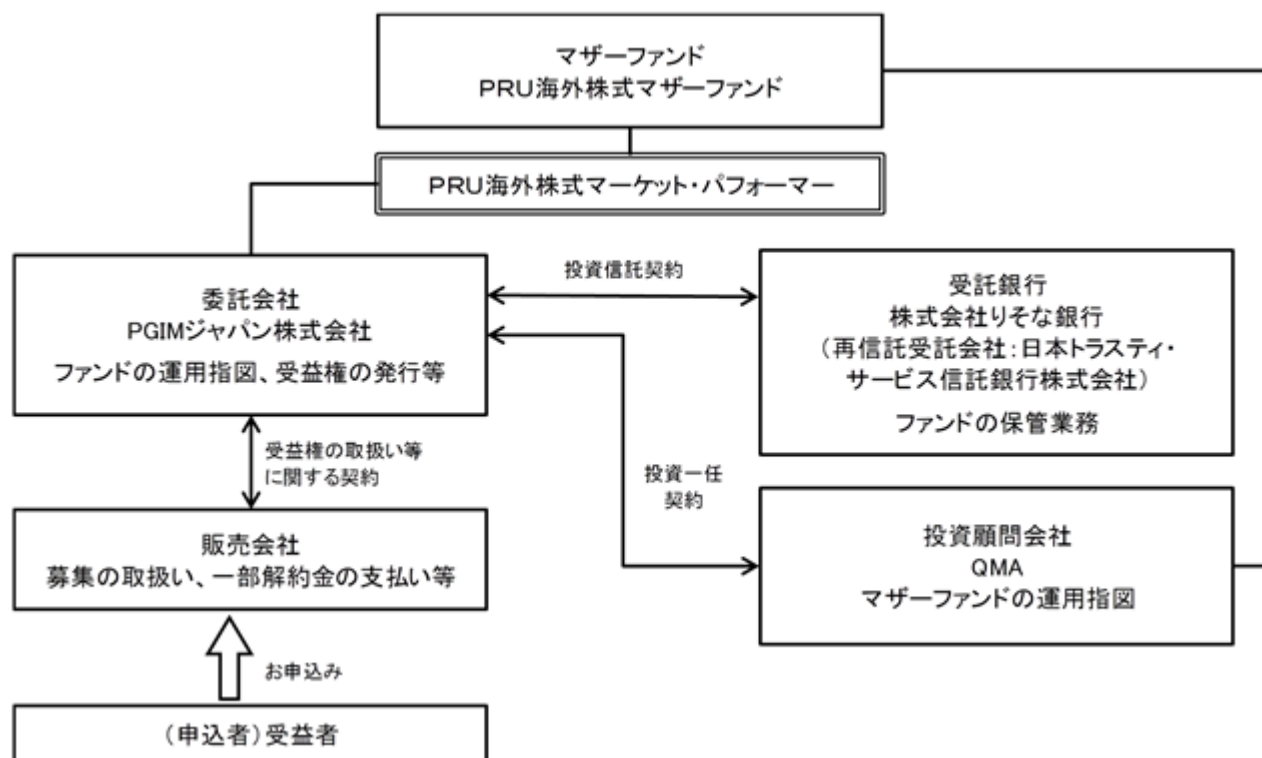 マザーファンド
PRU海外株式マザーファンド
PRU海外株式マーケット・パフォーマー
委託会社
PGIMジャパン株式会社
ファンドの運用指図、受益権の発行等
投資信託契約
受託銀行
株式会社りそな銀行
（再信託受託会社：日本トラスティ・
サービス信託銀行株式会社）
ファンドの保管業務
受益権の取扱い等
に関する契約
投資一任
契約
販売会社
募集の取扱い、一部解約金の支払い等
投資顧問会社
QMA
マザーファンドの運用指図
お申込み
（申込者）受益者